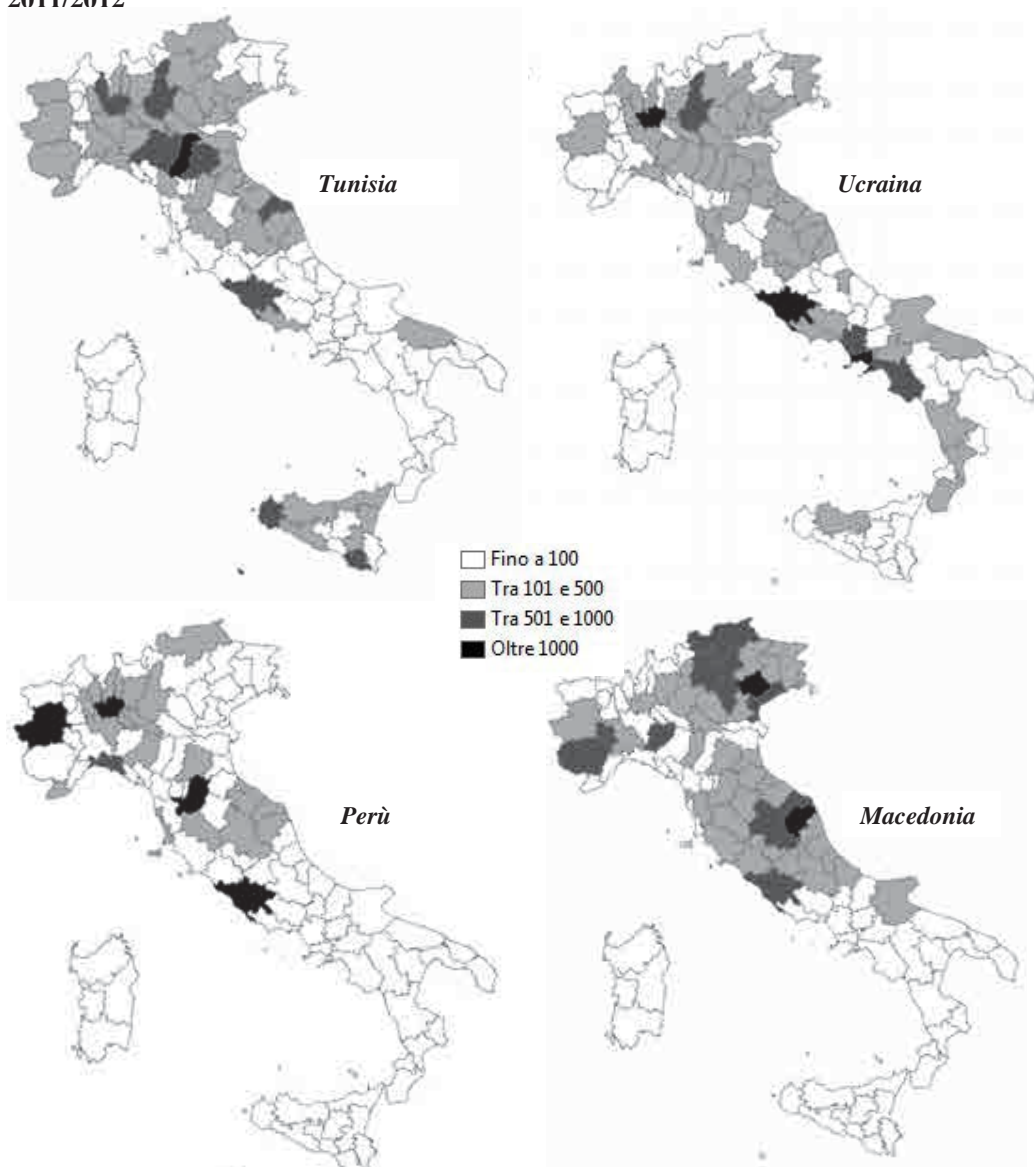 2011/2012
Tunisia
Ucraina
Fino a 100
Tra 101 e 500
Tra 501 e 1000
Oltre 1000
Perù
Macedonia